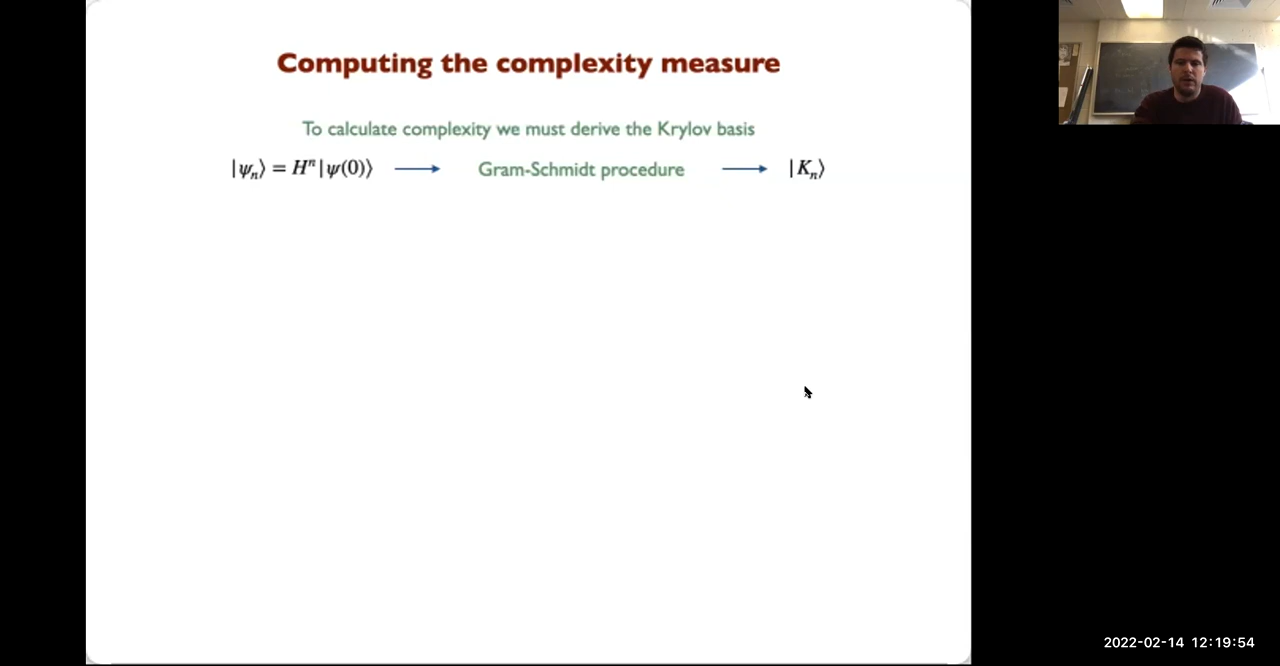 Computing the complexity measure
To calculate complexity we must derive the Krylov basis
|ψₙ⟩ = Hⁿ|ψ(0)⟩ ⟶ Gram-Schmidt procedure ⟶ |Kₙ⟩
2022-02-14 12:19:54